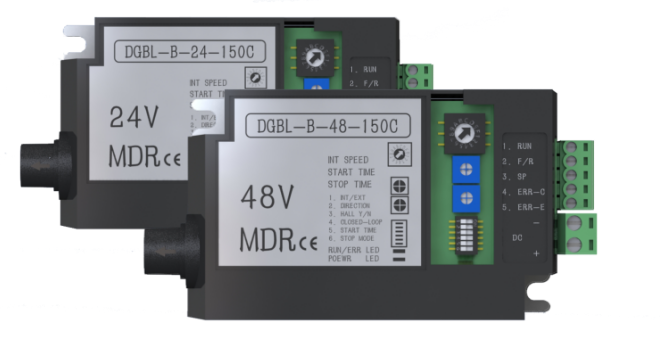 DGBL-B-24-150C
INT SPEED
24V
MDR CE
1. RUN
2. F/R
DGBL-B-48-150C
INT SPEED
START TIME
STOP TIME
1. INT/EXT
2. DIRECTION
3. HALL Y/N
4. CLOSED-LOOP
5. START TIME
6. STOP MODE
RUN/ERR LED
POEWR LED
48V
MDR CE
1. RUN
2. F/R
3. SP
4. ERR-C
5. ERR-E
-
DC
+